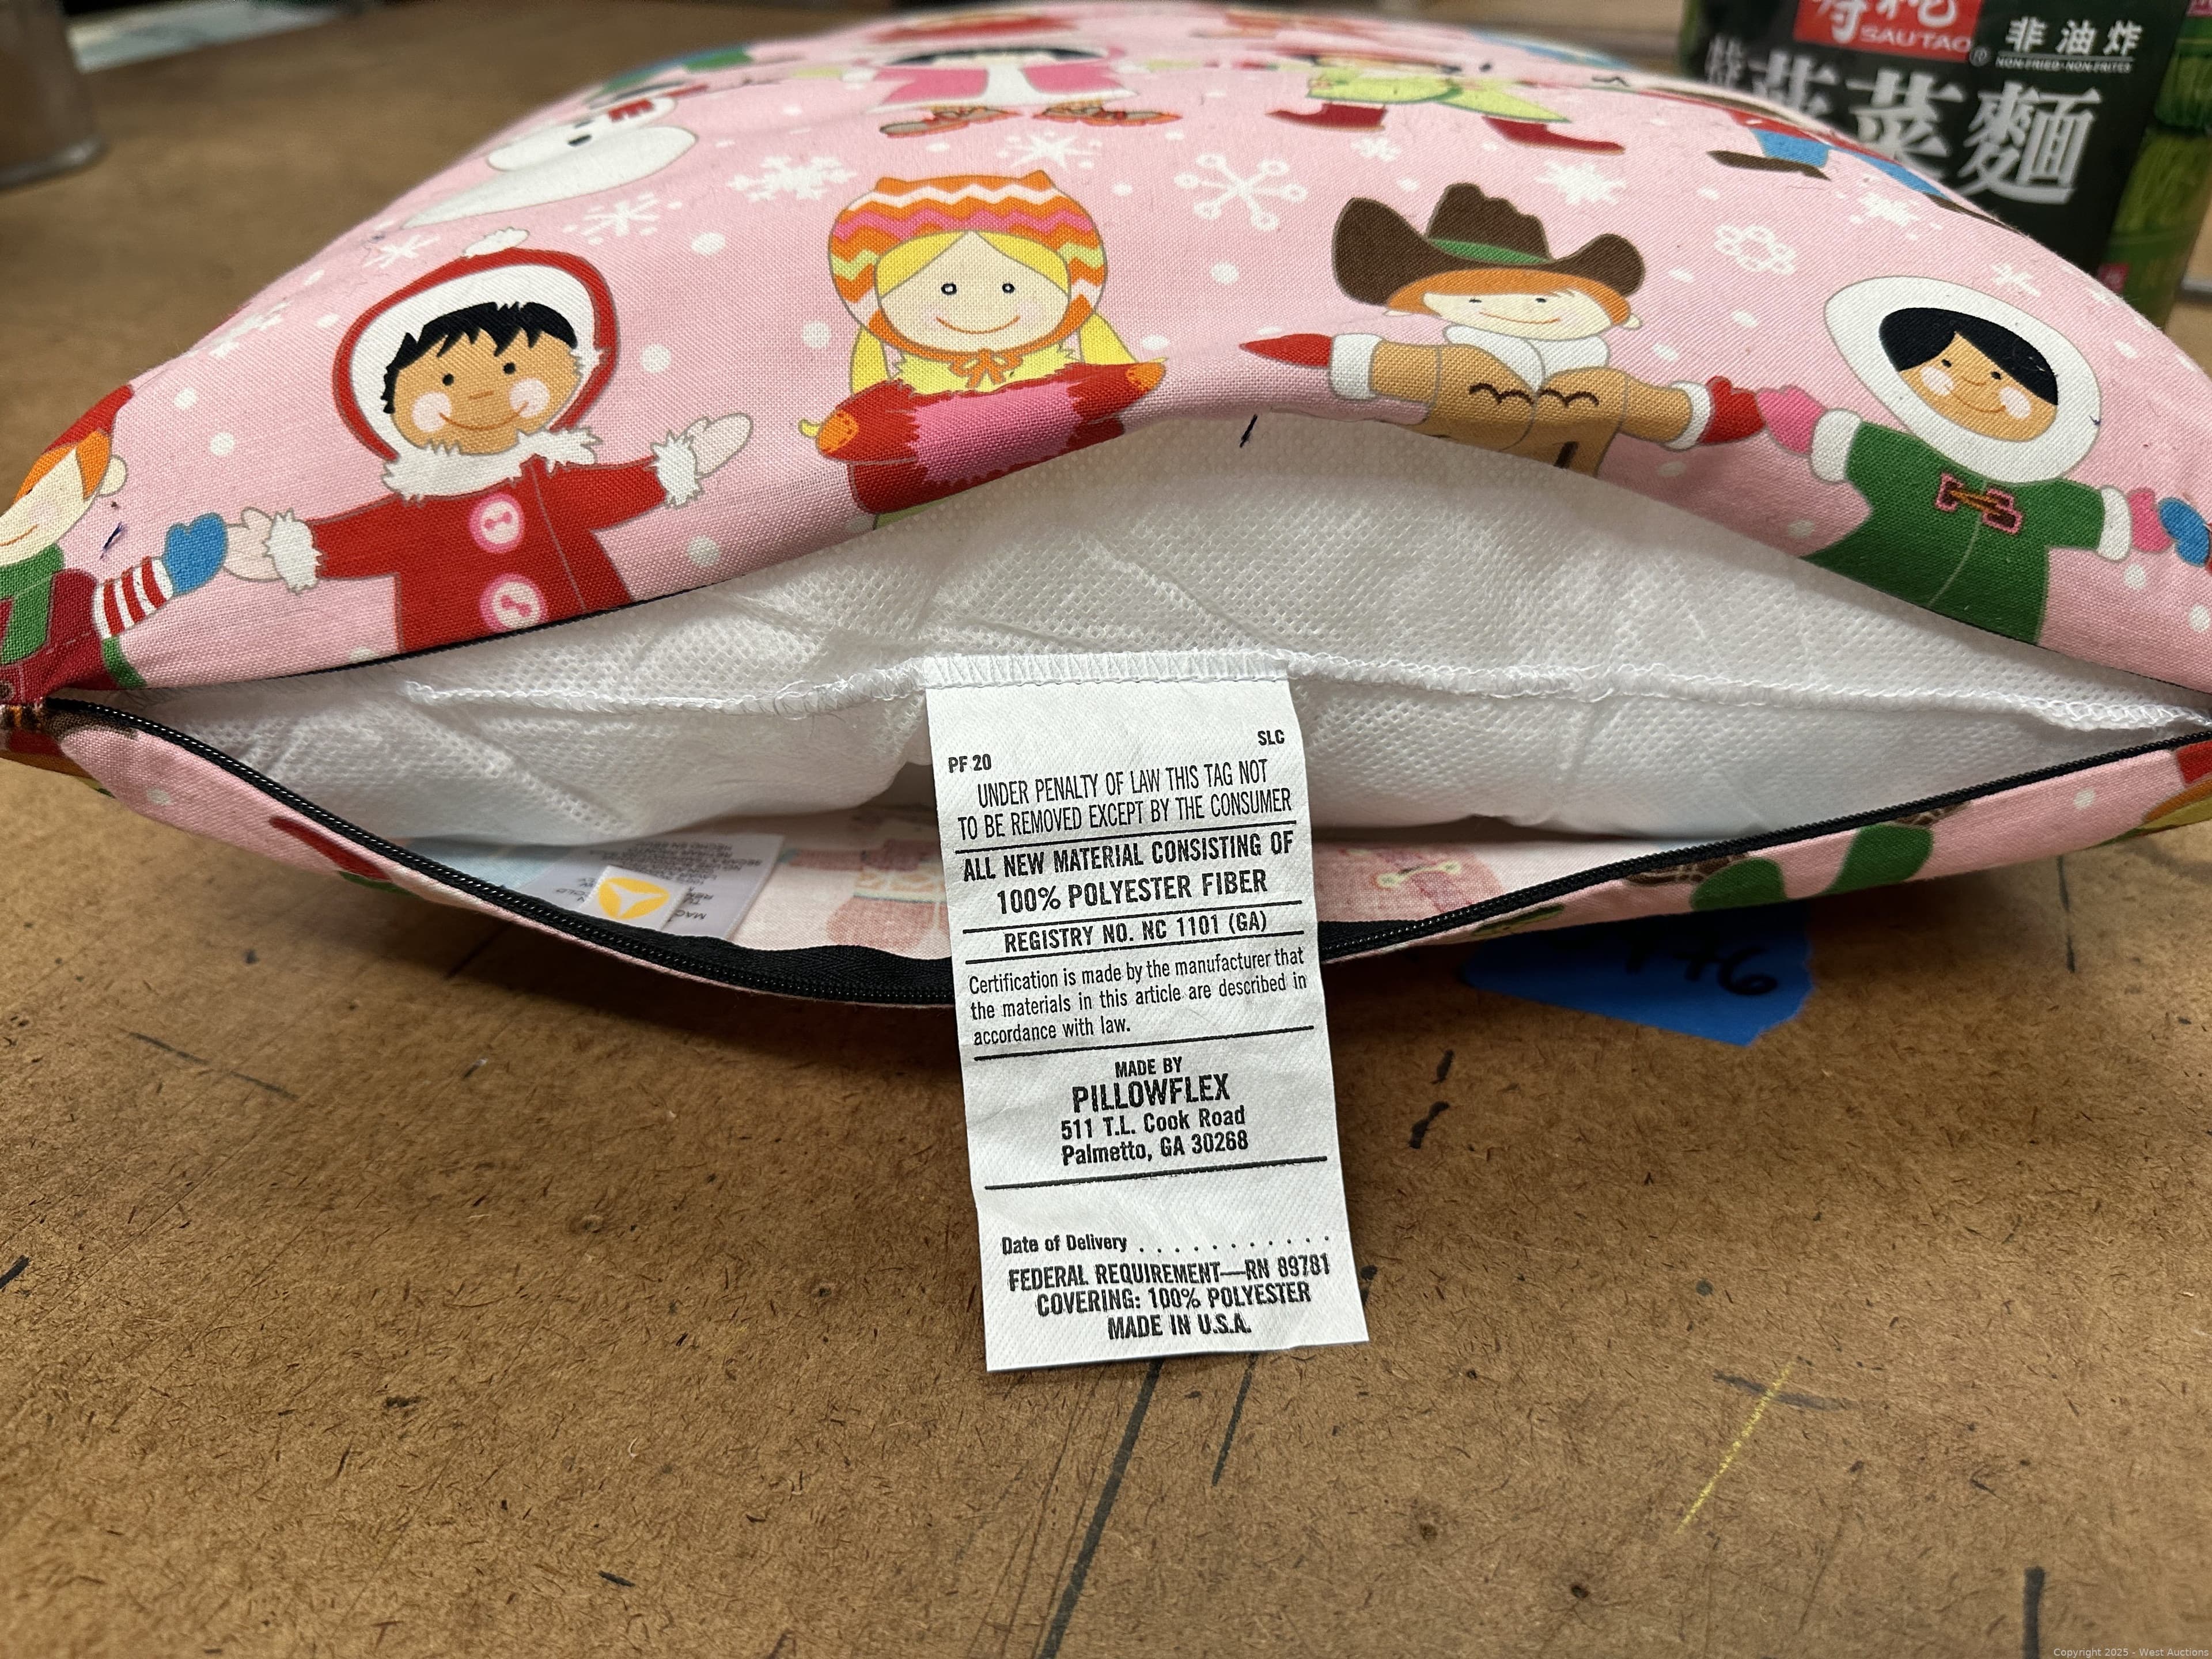 特袍
SAUTAO
非油炸
NON-FRIED·NON-FRITES
蔬菜麵
SLC
PF 20
UNDER PENALTY OF LAW THIS TAG NOT
TO BE REMOVED EXCEPT BY THE CONSUMER
ALL NEW MATERIAL CONSISTING OF
100% POLYESTER FIBER
REGISTRY NO. NC 1101 (GA)
Certification is made by the manufacturer that
the materials in this article are described in
accordance with law.
MADE BY
PILLOWFLEX
511 T.L. Cook Road
Palmetto, GA 30268
Date of Delivery . . . . . . . . . . .
FEDERAL REQUIREMENT—RN 89781
COVERING: 100% POLYESTER
MADE IN U.S.A.
Copyright 2025 - West Auctions